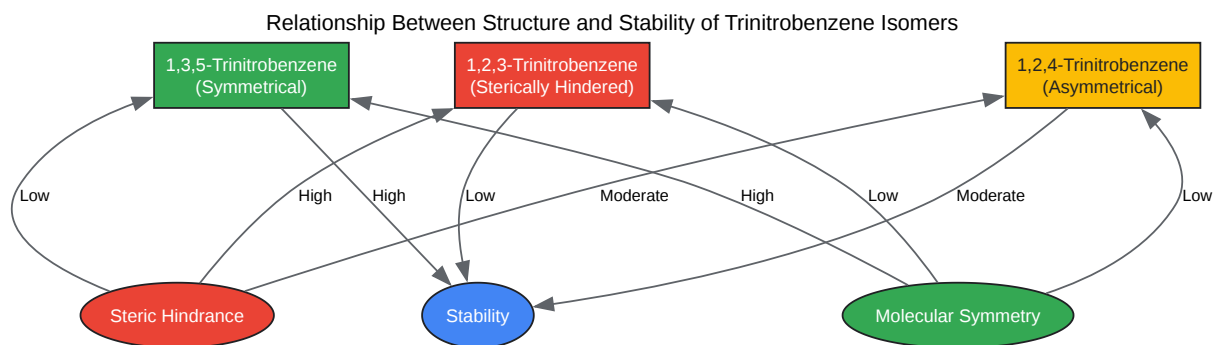 Relationship Between Structure and Stability of Trinitrobenzene Isomers
1,3,5-Trinitrobenzene
(Symmetrical)
1,2,3-Trinitrobenzene
(Sterically Hindered)
1,2,4-Trinitrobenzene
(Asymmetrical)
Low
High
High
Low
Moderate
High
Low
Moderate
Low
Steric Hindrance
Stability
Molecular Symmetry